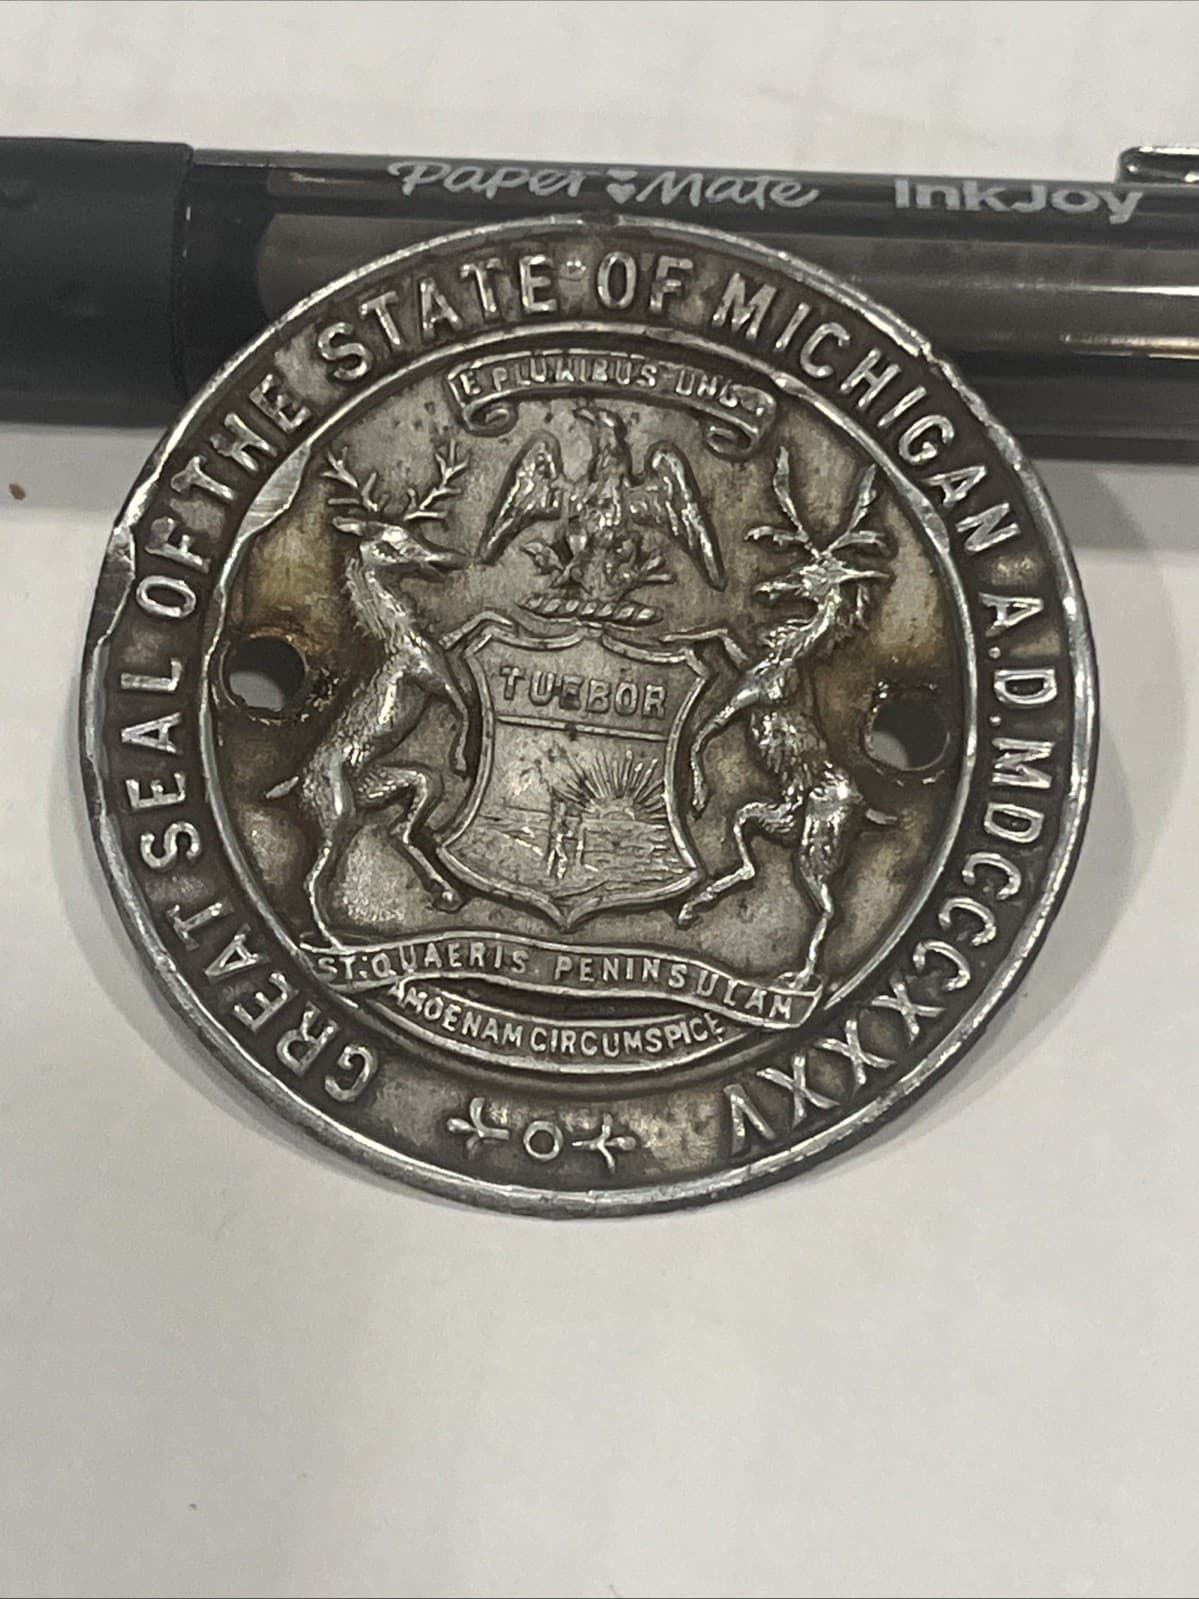 Paper Mate InkJoy
GREAT SEAL OF THE STATE OF MICHIGAN A.D. MDCCCXXXV
E PLURIBUS UNUM
TUEBOR
SI·QUAERIS PENINSULAM
AMOENAM CIRCUMSPICE